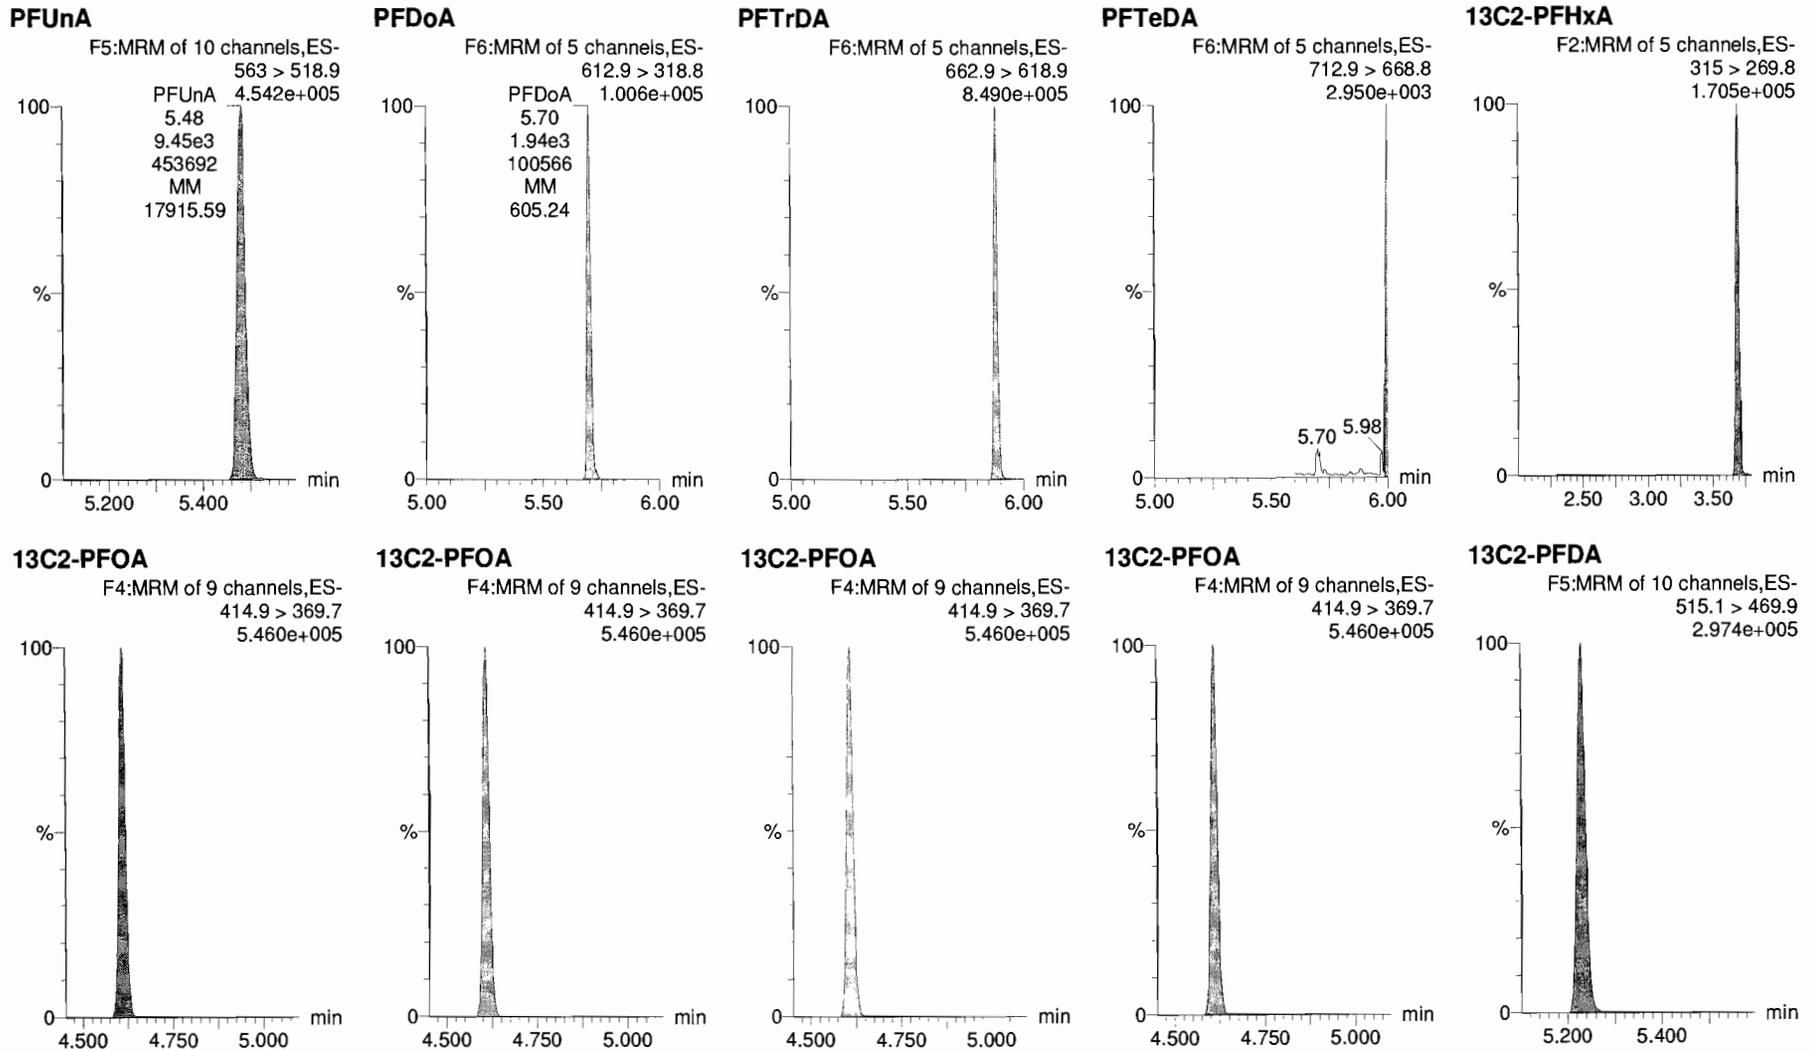 PFUnA
F5:MRM of 10 channels,ES-
563 > 518.9
PFUnA 4.542e+005
100
5.48
9.45e3
453692
MM
17915.59
%
0
min
5.200 5.400
PFDoA
F6:MRM of 5 channels,ES-
612.9 > 318.8
PFDoA 1.006e+005
100
5.70
1.94e3
100566
MM
605.24
%
0
min
5.00 5.50 6.00
PFTrDA
F6:MRM of 5 channels,ES-
662.9 > 618.9
8.490e+005
100
%
0
min
5.00 5.50 6.00
PFTeDA
F6:MRM of 5 channels,ES-
712.9 > 668.8
2.950e+003
100
%
5.70 5.98
0
min
5.00 5.50 6.00
13C2-PFHxA
F2:MRM of 5 channels,ES-
315 > 269.8
1.705e+005
100
%
0
min
2.50 3.00 3.50
13C2-PFOA
F4:MRM of 9 channels,ES-
414.9 > 369.7
5.460e+005
100
%
0
min
4.500 4.750 5.000
13C2-PFOA
F4:MRM of 9 channels,ES-
414.9 > 369.7
5.460e+005
100
%
0
min
4.500 4.750 5.000
13C2-PFOA
F4:MRM of 9 channels,ES-
414.9 > 369.7
5.460e+005
100
%
0
min
4.500 4.750 5.000
13C2-PFOA
F4:MRM of 9 channels,ES-
414.9 > 369.7
5.460e+005
100
%
0
min
4.500 4.750 5.000
13C2-PFDA
F5:MRM of 10 channels,ES-
515.1 > 469.9
2.974e+005
100
%
0
min
5.200 5.400